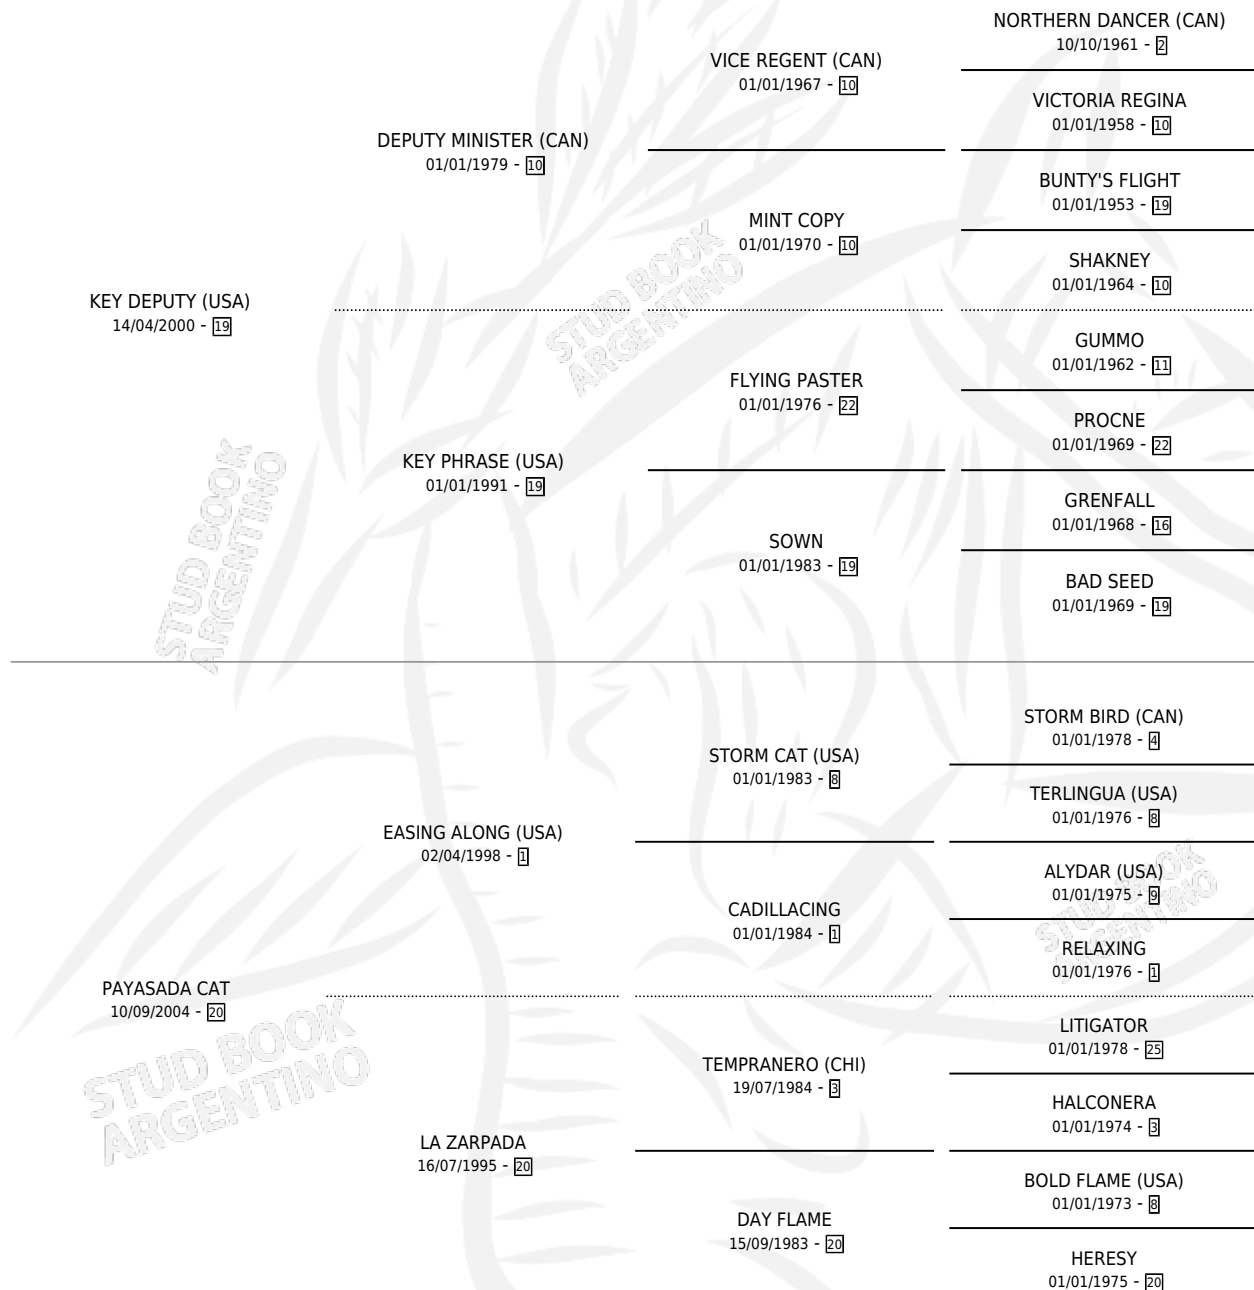 NORTHERN DANCER (CAN)
10/10/1961 - 2
VICE REGENT (CAN)
01/01/1967 - 10
VICTORIA REGINA
01/01/1958 - 10
DEPUTY MINISTER (CAN)
01/01/1979 - 10
BUNTY'S FLIGHT
01/01/1953 - 19
MINT COPY
01/01/1970 - 10
SHAKNEY
01/01/1964 - 10
KEY DEPUTY (USA)
14/04/2000 - 19
GUMMO
01/01/1962 - 11
FLYING PASTER
01/01/1976 - 22
PROCNE
01/01/1969 - 22
KEY PHRASE (USA)
01/01/1991 - 19
GRENFALL
01/01/1968 - 16
SOWN
01/01/1983 - 19
BAD SEED
01/01/1969 - 19
STUD BOOK
ARGENTINO
STUD BOOK
ARGENTINO
STORM BIRD (CAN)
01/01/1978 - 4
STORM CAT (USA)
01/01/1983 - 8
TERLINGUA (USA)
01/01/1976 - 8
EASING ALONG (USA)
02/04/1998 - 1
ALYDAR (USA)
01/01/1975 - 9
CADILLACING
01/01/1984 - 1
RELAXING
01/01/1976 - 1
PAYASADA CAT
10/09/2004 - 20
LITIGATOR
01/01/1978 - 25
TEMPRANERO (CHI)
19/07/1984 - 3
HALCONERA
01/01/1974 - 3
LA ZARPADA
16/07/1995 - 20
BOLD FLAME (USA)
01/01/1973 - 8
DAY FLAME
15/09/1983 - 20
HERESY
01/01/1975 - 20
STUD BOOK
ARGENTINO
STUD BOOK
ARGENTINO